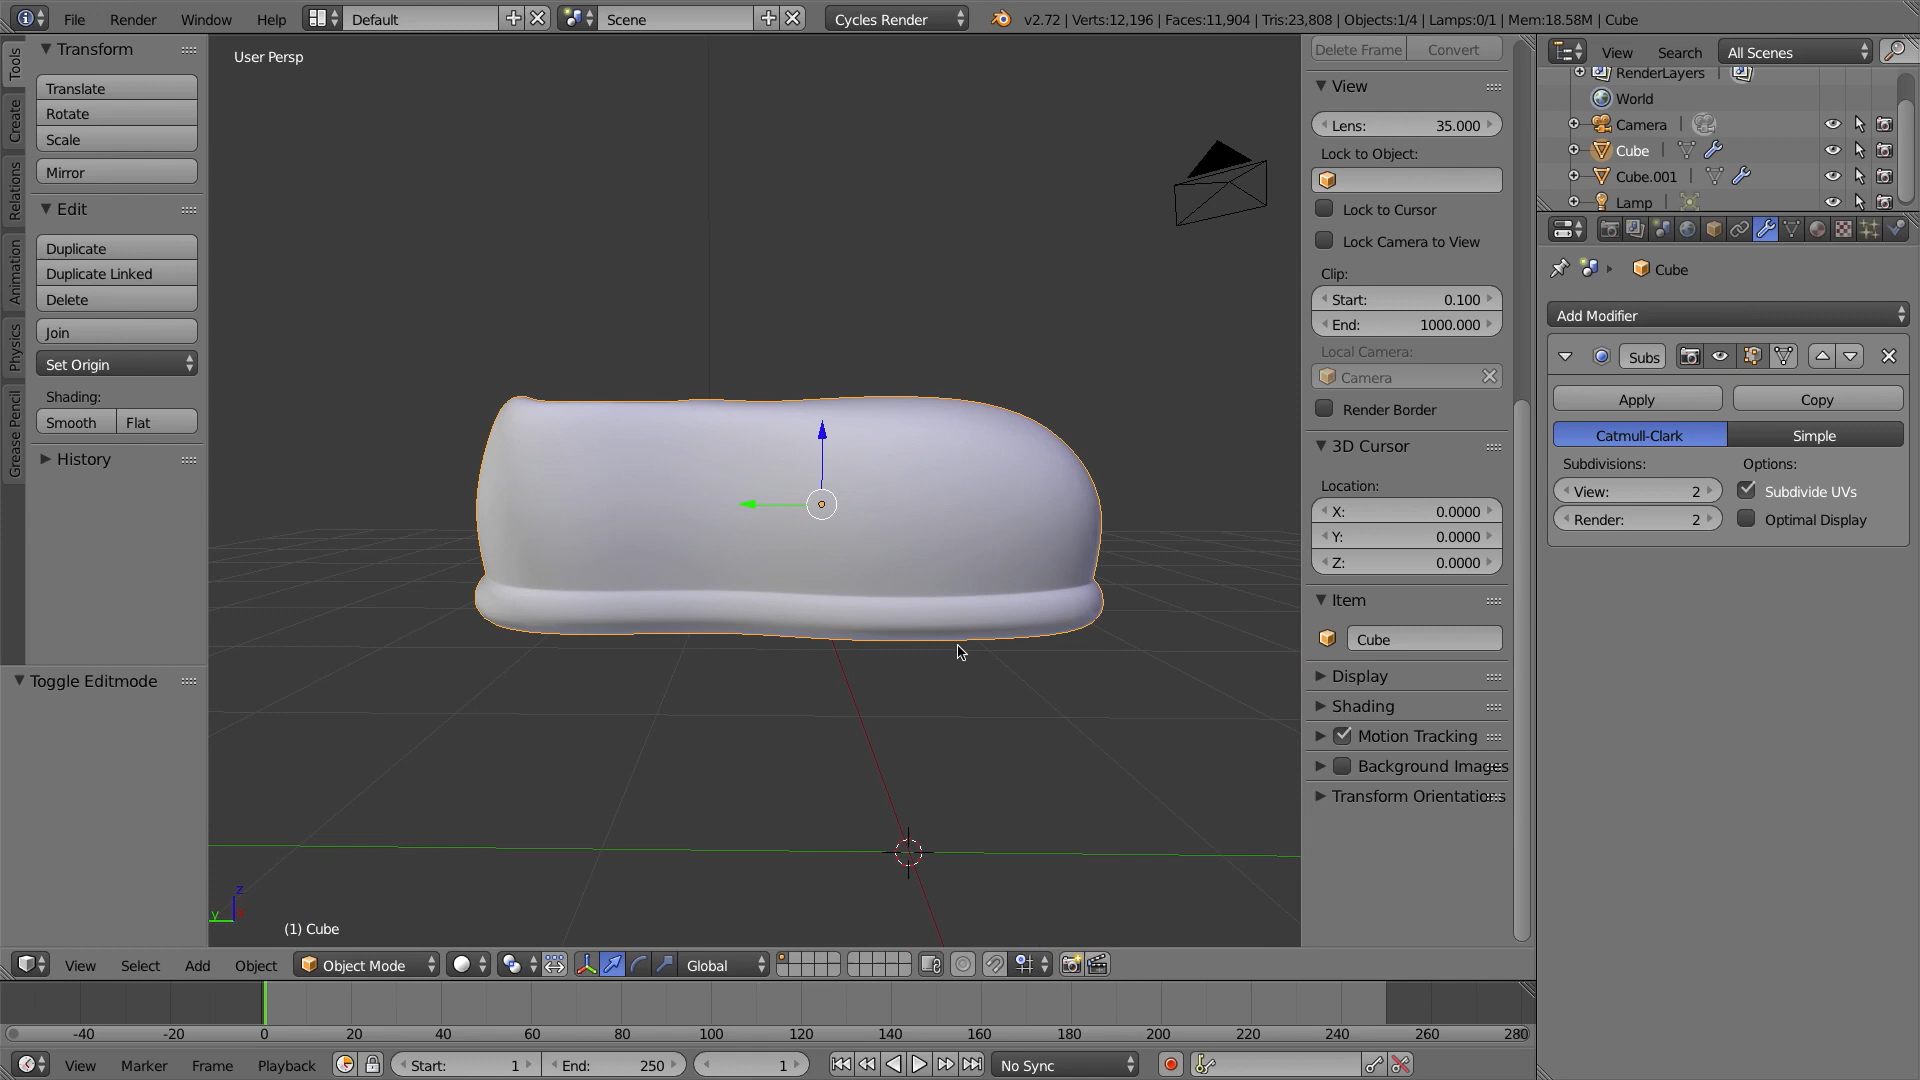 File Render Window Help Default Scene Cycles Render v2.72 | Verts:12,196 | Faces:11,904 | Tris:23,808 | Objects:1/4 | Lamps:0/1 | Mem:18.58M | Cube
Tools
Create
Relations
Animation
Physics
Grease Pencil
Transform
Translate
Rotate
Scale
Mirror
Edit
Duplicate
Duplicate Linked
Delete
Join
Set Origin
Shading:
Smooth Flat
History
Toggle Editmode
User Persp
z
y
(1) Cube
Delete Frame Convert
View
Lens: 35.000
Lock to Object:
Lock to Cursor
Lock Camera to View
Clip:
Start: 0.100
End: 1000.000
Local Camera:
Camera
Render Border
3D Cursor
Location:
X: 0.0000
Y: 0.0000
Z: 0.0000
Item
Cube
Display
Shading
Motion Tracking
Background Images
Transform Orientations
View Search All Scenes
RenderLayers
World
Camera
Cube
Cube.001
Lamp
Cube
Add Modifier
Subs
Apply Copy
Catmull-Clark Simple
Subdivisions: Options:
View: 2 Subdivide UVs
Render: 2 Optimal Display
View Select Add Object Object Mode Global
-40 -20 0 20 40 60 80 100 120 140 160 180 200 220 240 260 280
View Marker Frame Playback Start: 1 End: 250 1 No Sync